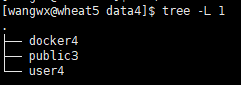 [wangwx@wheat5 data4]$ tree -L 1
.
├── docker4
├── public3
└── user4